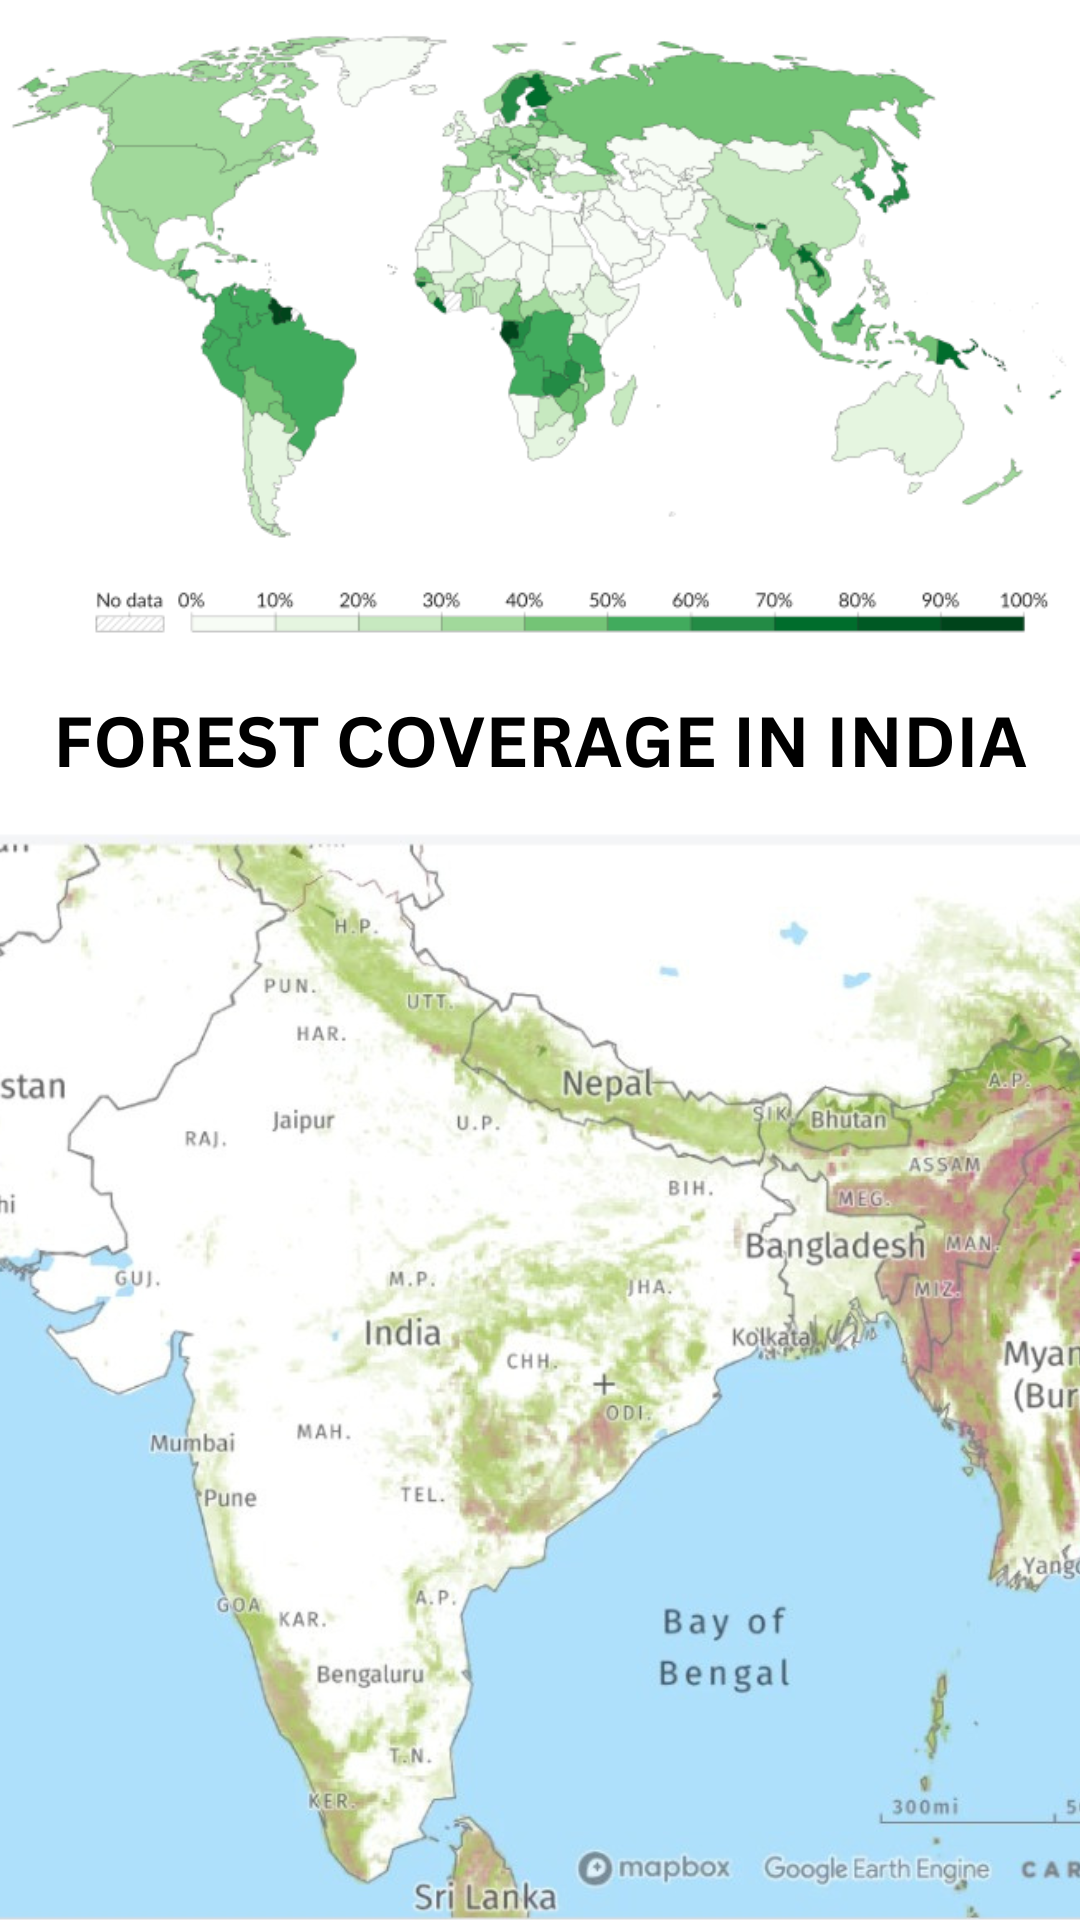 No data 0% 10% 20% 30% 40% 50% 60% 70% 80% 90% 100%
FOREST COVERAGE IN INDIA
H.P.
PUN.
UTT.
HAR.
stan
Nepal
A.P.
Jaipur
U.P.
SIK.
Bhutan
RAJ.
ASSAM
BIH.
MEG.
hi
Bangladesh
MAN.
GUJ.
M.P.
JHA.
MIZ.
India
Kolkata
CHH.
Myan
(Bur
ODI.
MAH.
Mumbai
TEL.
Pune
Yang
GOA
A.P.
KAR.
Bay of
Bengal
Bengaluru
T.N.
KER.
300mi
5
mapbox Google Earth Engine CAR
Sri Lanka